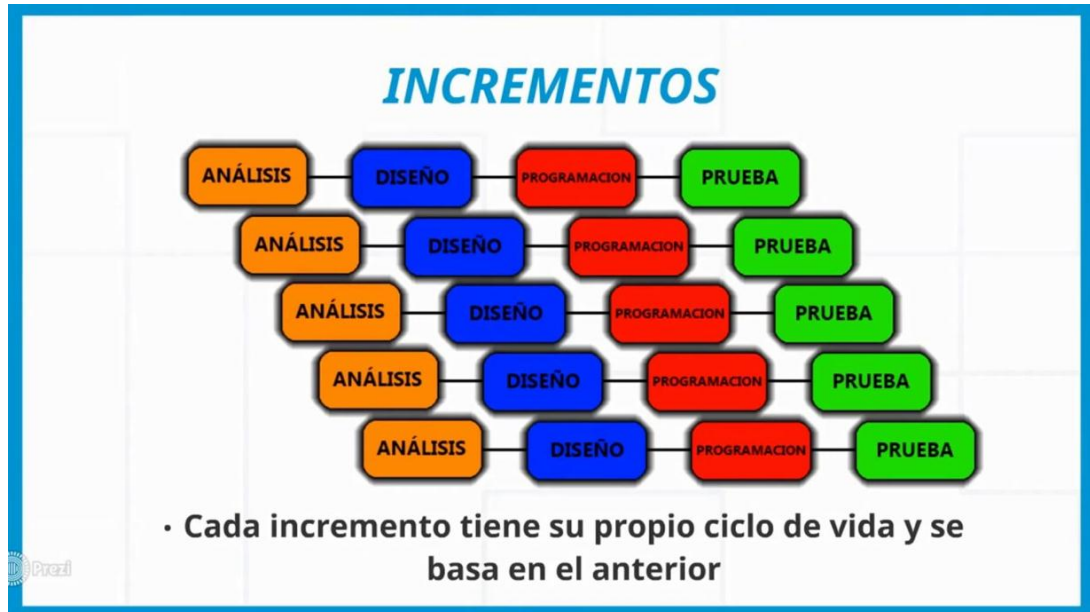 INCREMENTOS
ANÁLISIS DISEÑO PROGRAMACION PRUEBA
ANÁLISIS DISEÑO PROGRAMACION PRUEBA
ANÁLISIS DISEÑO PROGRAMACION PRUEBA
ANÁLISIS DISEÑO PROGRAMACION PRUEBA
ANÁLISIS DISEÑO PROGRAMACION PRUEBA
· Cada incremento tiene su propio ciclo de vida y se
basa en el anterior
Prezi